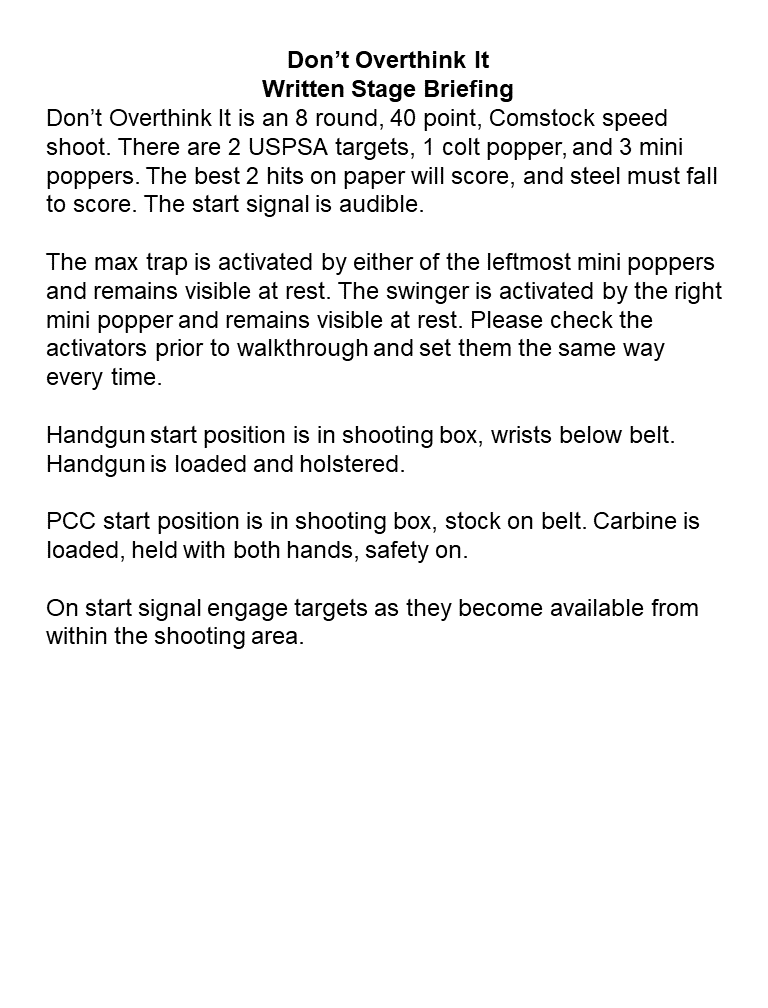 Don’t Overthink It
Written Stage Briefing
Don’t Overthink It is an 8 round, 40 point, Comstock speed
shoot. There are 2 USPSA targets, 1 colt popper, and 3 mini
poppers. The best 2 hits on paper will score, and steel must fall
to score. The start signal is audible.
The max trap is activated by either of the leftmost mini poppers
and remains visible at rest. The swinger is activated by the right
mini popper and remains visible at rest. Please check the
activators prior to walkthrough and set them the same way
every time.
Handgun start position is in shooting box, wrists below belt.
Handgun is loaded and holstered.
PCC start position is in shooting box, stock on belt. Carbine is
loaded, held with both hands, safety on.
On start signal engage targets as they become available from
within the shooting area.